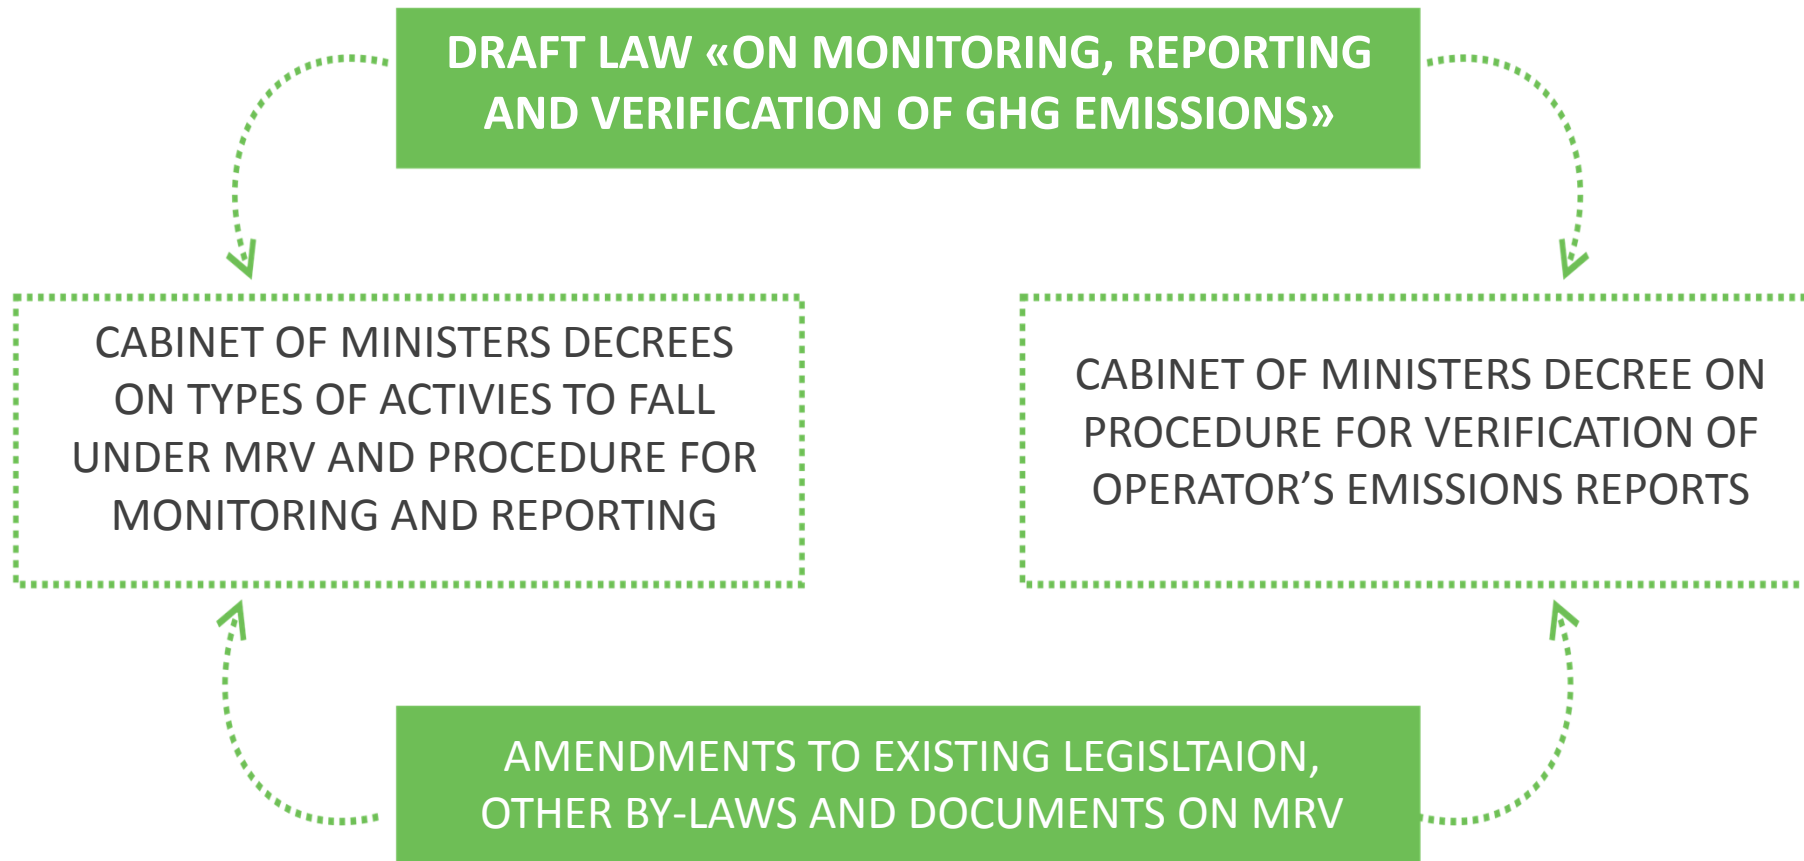 DRAFT LAW «ON MONITORING, REPORTING
AND VERIFICATION OF GHG EMISSIONS»
CABINET OF MINISTERS DECREES
ON TYPES OF ACTIVIES TO FALL
UNDER MRV AND PROCEDURE FOR
MONITORING AND REPORTING
CABINET OF MINISTERS DECREE ON
PROCEDURE FOR VERIFICATION OF
OPERATOR’S EMISSIONS REPORTS
AMENDMENTS TO EXISTING LEGISLTAION,
OTHER BY-LAWS AND DOCUMENTS ON MRV